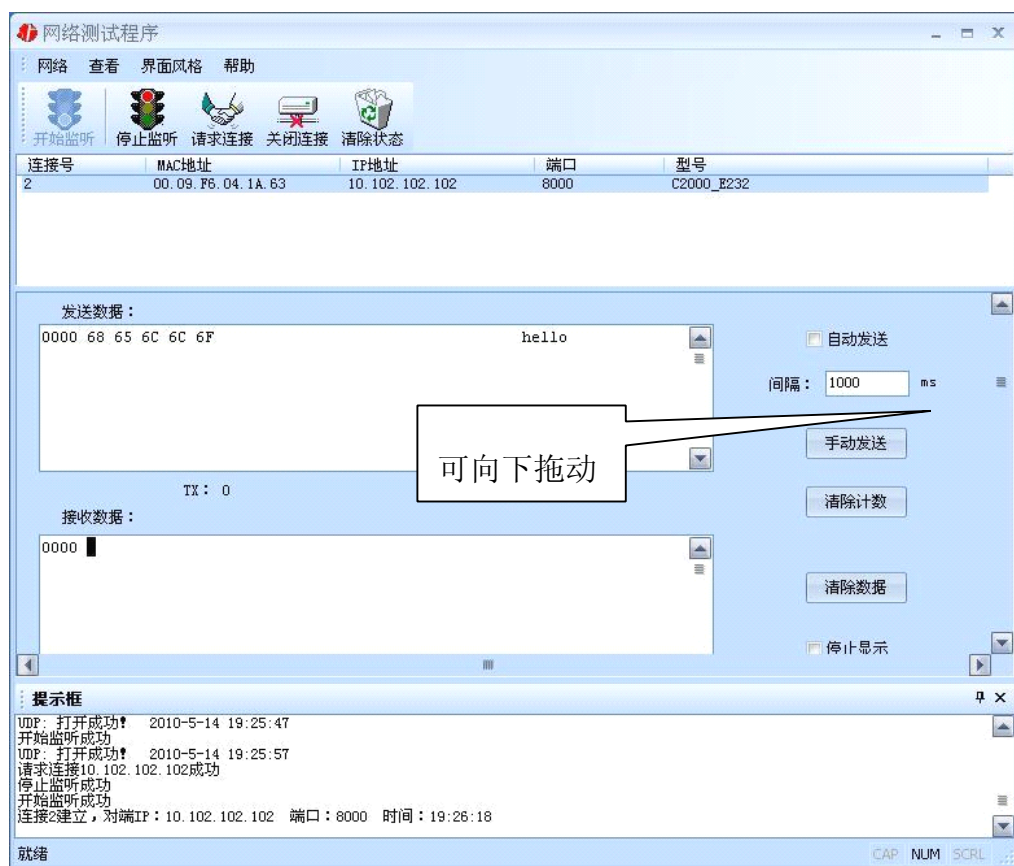 网络测试程序
网络 查看 界面风格 帮助
开始监听 停止监听 请求连接 关闭连接 清除状态
连接号 MAC地址 IP地址 端口 型号
2 00.09.F6.04.1A.63 10.102.102.102 8000 C2000_E232
发送数据：
0000 68 65 6C 6C 6F hello
自动发送
间隔： 1000 ms
可向下拖动
手动发送
TX： 0
清除计数
接收数据：
0000
清除数据
停止显示
提示框
UDP: 打开成功! 2010-5-14 19:25:47
开始监听成功
UDP: 打开成功! 2010-5-14 19:25:57
请求连接10.102.102.102成功
停止监听成功
开始监听成功
连接2建立，对端IP：10.102.102.102 端口：8000 时间：19:26:18
就绪 CAP NUM SCRL